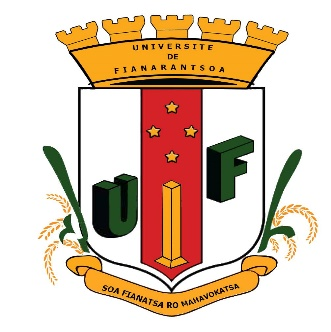 UNIVERSITE
DE
FIANARANTSOA
U F
SOA FIANATSA RO MAHAVOKATSA